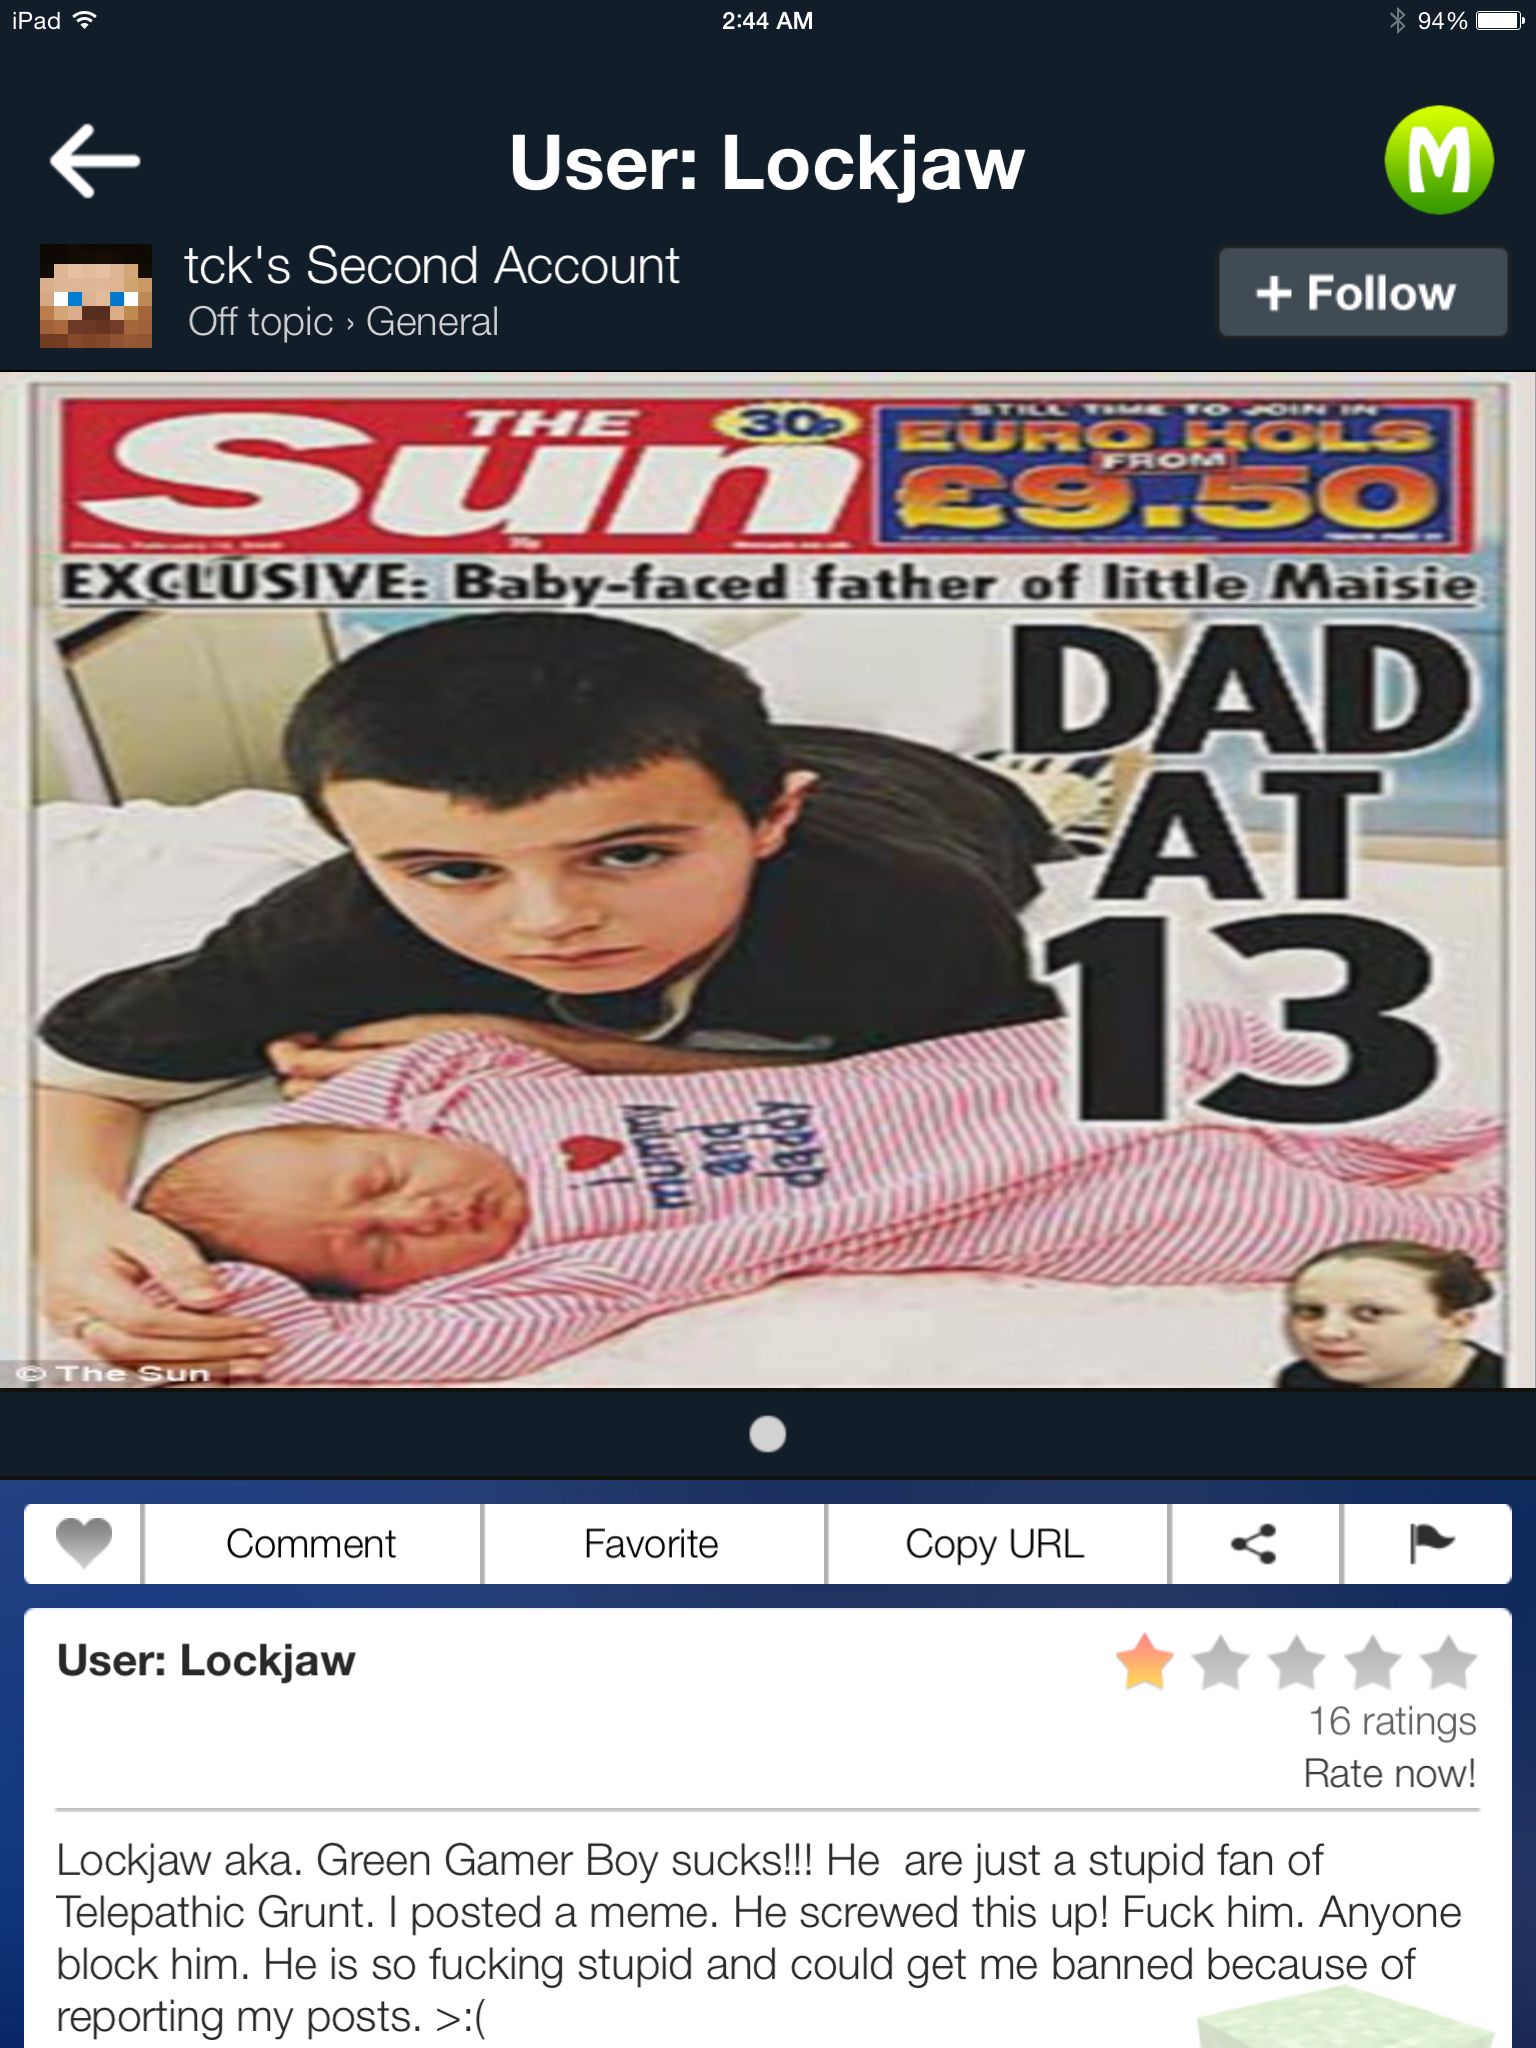 iPad
2:44 AM
94%
User: Lockjaw
M
tck's Second Account
Off topic › General
+ Follow
THE
Sun
30p
STILL TIME TO JOIN IN
EURO HOLS
FROM
£9.50
EXCLUSIVE: Baby-faced father of little Maisie
DAD
AT
13
i
mummy
and
daddy
© The Sun
Comment
Favorite
Copy URL
User: Lockjaw
16 ratings
Rate now!
Lockjaw aka. Green Gamer Boy sucks!!! He  are just a stupid fan of
Telepathic Grunt. I posted a meme. He screwed this up! Fuck him. Anyone
block him. He is so fucking stupid and could get me banned because of
reporting my posts. >:(